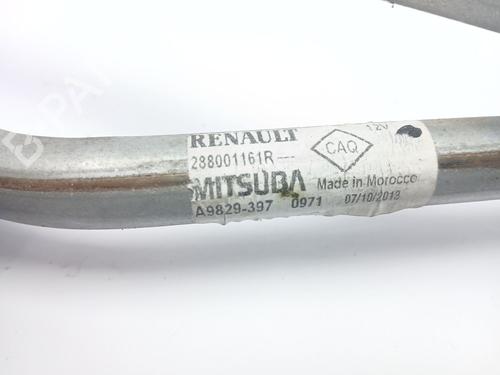 RENAULT
288001161R---
12V
CAQ
MITSUBA Made in Morocco
A9829-397 0971 07/10/2013